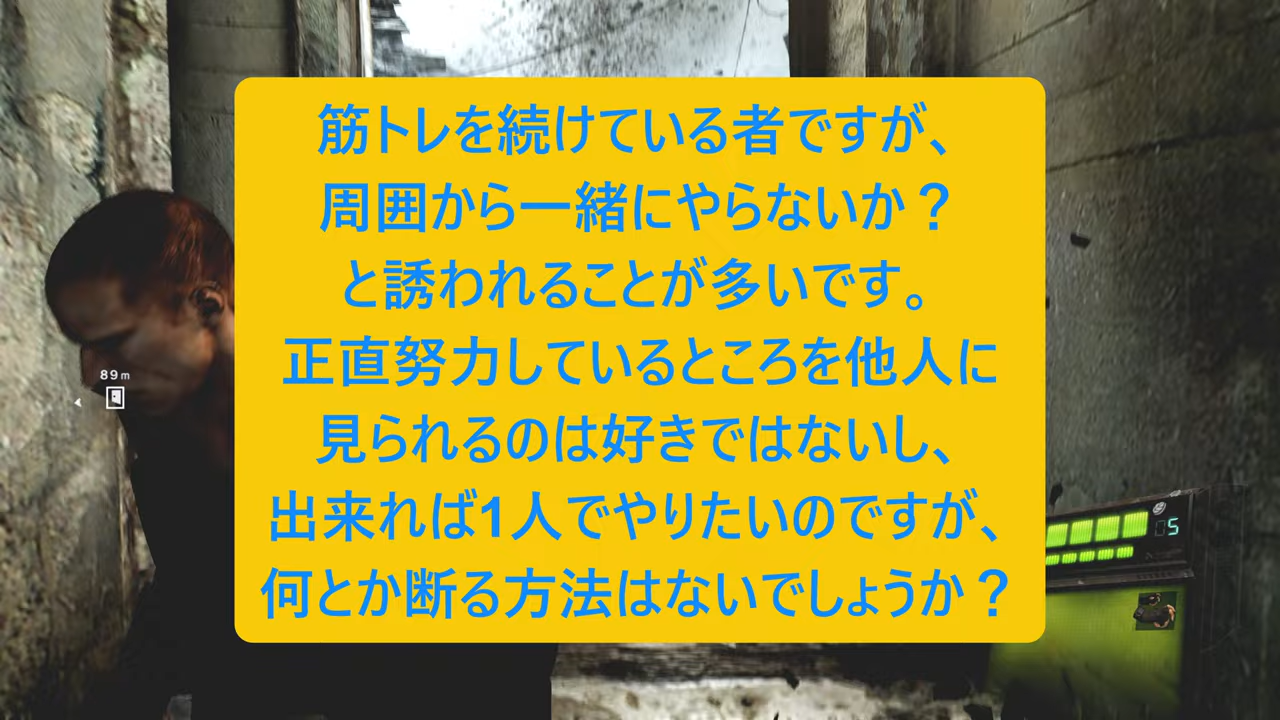 筋トレを続けている者ですが、
周囲から一緒にやらないか？
と誘われることが多いです。
正直努力しているところを他人に
見られるのは好きではないし、
出来れば1人でやりたいのですが、
何とか断る方法はないでしょうか？
89m
5